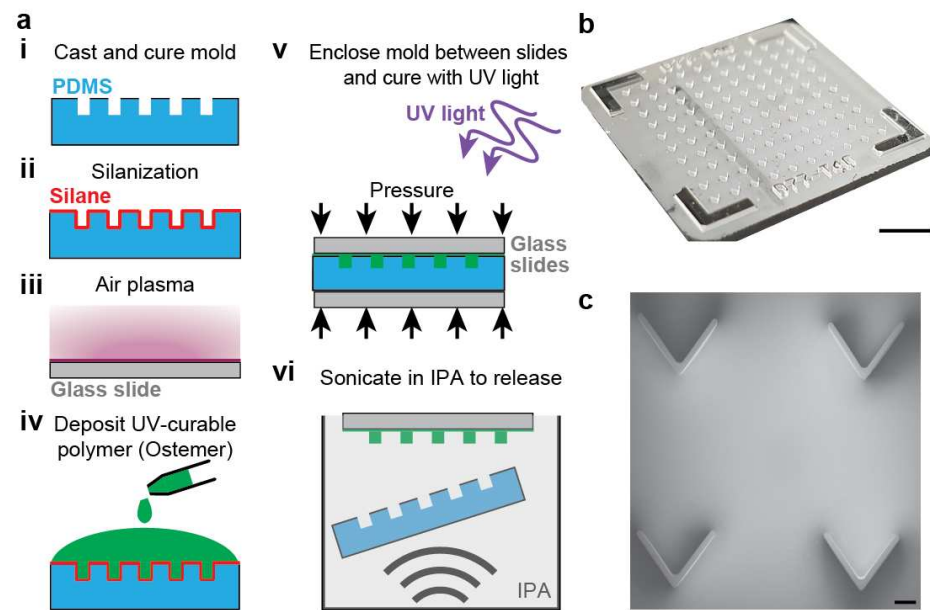 a
i Cast and cure mold
PDMS
ii Silanization
Silane
iii Air plasma
Glass slide
iv Deposit UV-curable
polymer (Ostemer)
v Enclose mold between slides
and cure with UV light
UV light
Pressure
Glass
slides
vi Sonicate in IPA to release
IPA
b
c